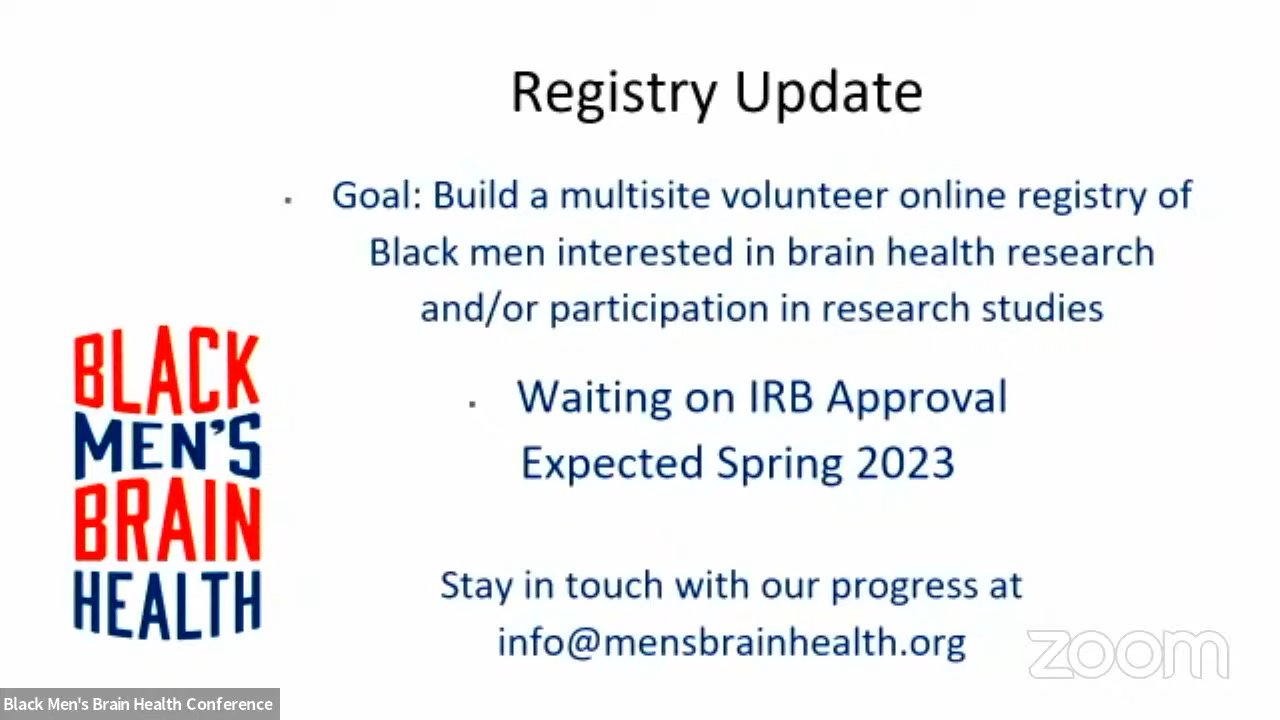 Registry Update
Goal: Build a multisite volunteer online registry of
Black men interested in brain health research
and/or participation in research studies
Waiting on IRB Approval
Expected Spring 2023
Stay in touch with our progress at
info@mensbrainhealth.org
BLACK
MEN'S
BRAIN
HEALTH
zoom
Black Men's Brain Health Conference